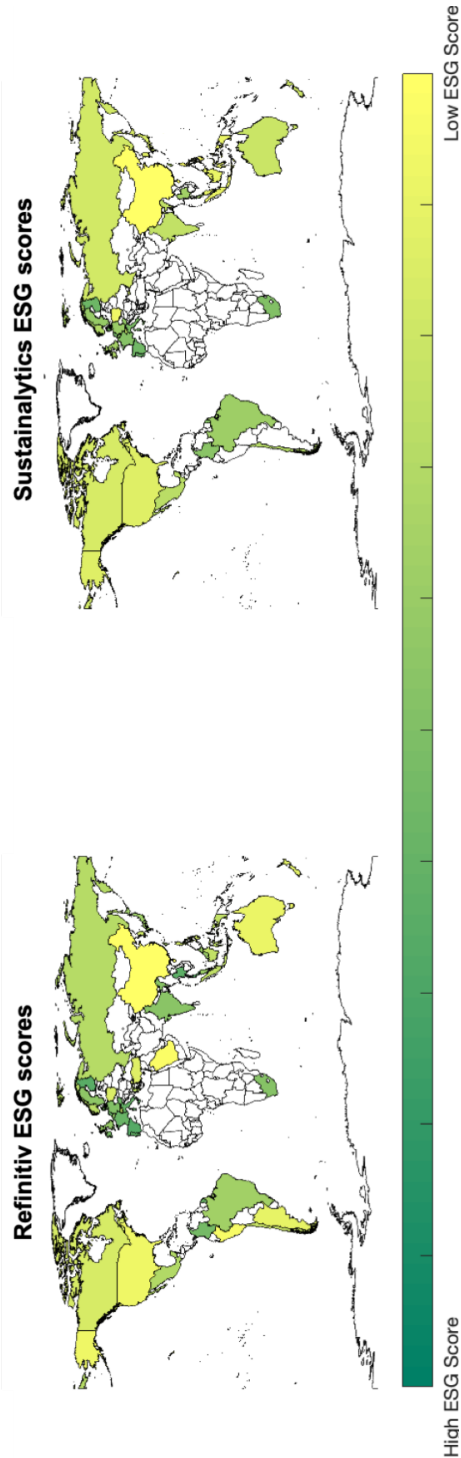 Refinitiv ESG scores
Sustainalytics ESG scores
High ESG Score
Low ESG Score